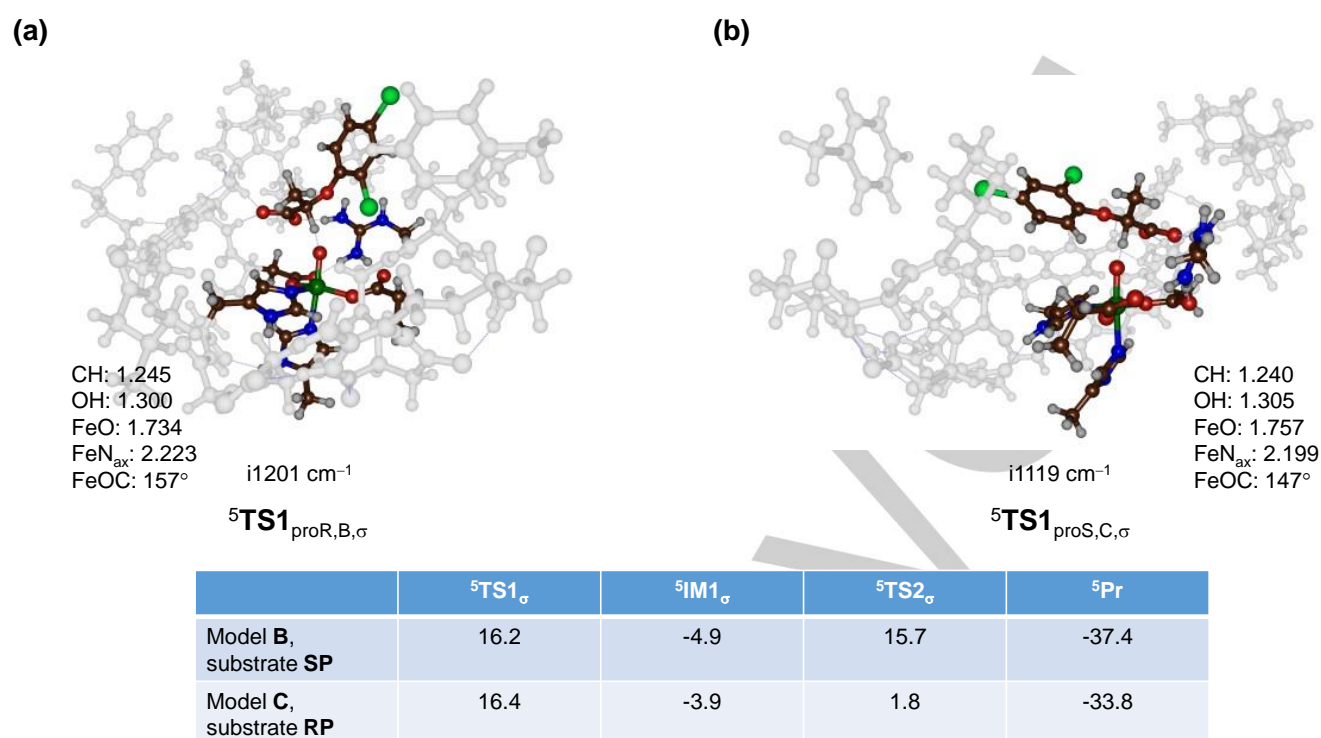 (a)
(b)
CH: 1.245
OH: 1.300
FeO: 1.734
FeNax: 2.223
FeOC: 157°
i1201 cm⁻¹
⁵TS1proR,B,σ
CH: 1.240
OH: 1.305
FeO: 1.757
FeNax: 2.199
FeOC: 147°
i1119 cm⁻¹
⁵TS1proS,C,σ
⁵TS1σ ⁵IM1σ ⁵TS2σ ⁵Pr
Model B, substrate SP 16.2 -4.9 15.7 -37.4
Model C, substrate RP 16.4 -3.9 1.8 -33.8